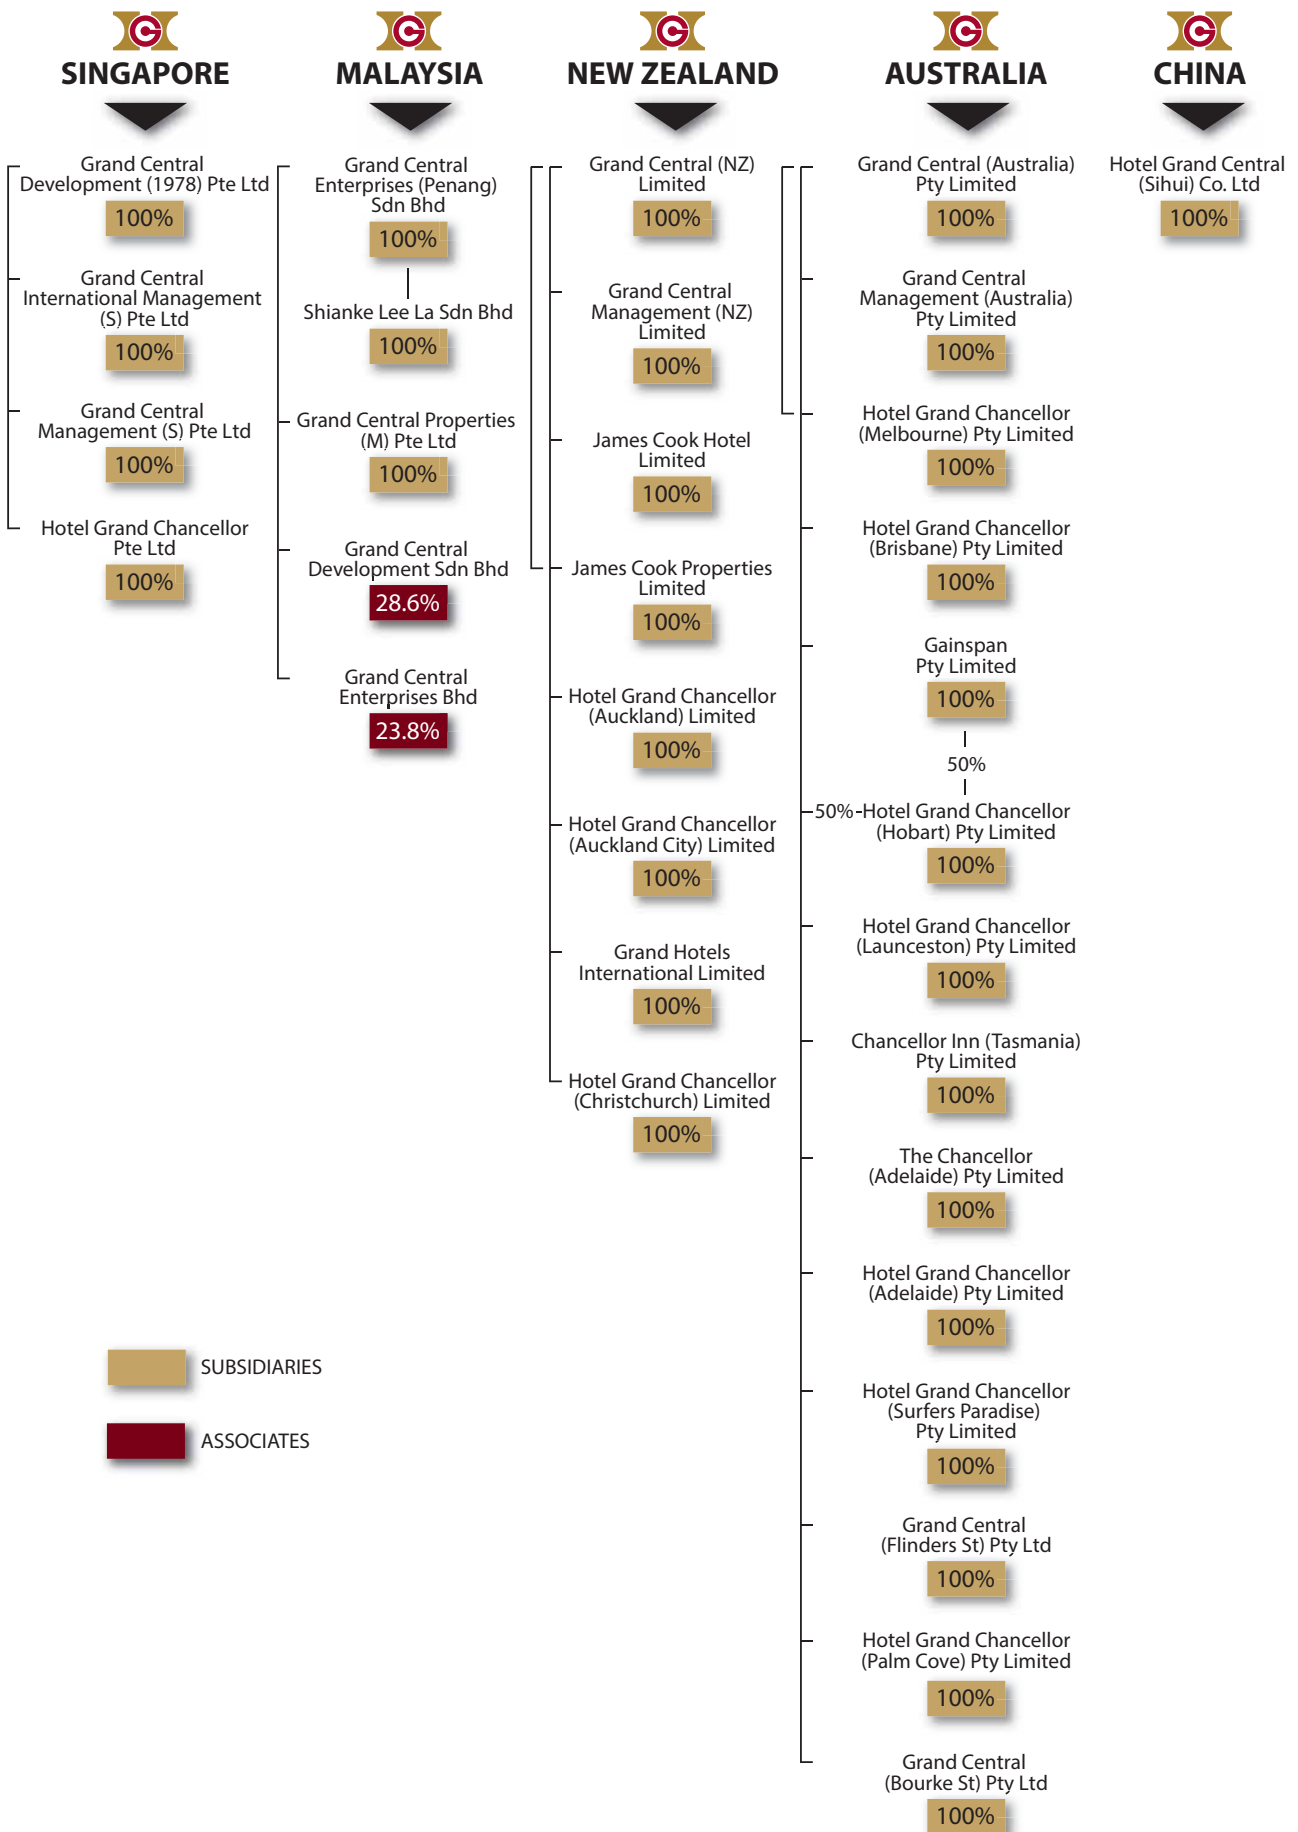 SINGAPORE
Grand Central
Development (1978) Pte Ltd
100%
Grand Central
International Management
(S) Pte Ltd
100%
Grand Central
Management (S) Pte Ltd
100%
Hotel Grand Chancellor
Pte Ltd
100%
MALAYSIA
Grand Central
Enterprises (Penang)
Sdn Bhd
100%
Shianke Lee La Sdn Bhd
100%
Grand Central Properties
(M) Pte Ltd
100%
Grand Central
Development Sdn Bhd
28.6%
Grand Central
Enterprises Bhd
23.8%
NEW ZEALAND
Grand Central (NZ)
Limited
100%
Grand Central
Management (NZ)
Limited
100%
James Cook Hotel
Limited
100%
James Cook Properties
Limited
100%
Hotel Grand Chancellor
(Auckland) Limited
100%
Hotel Grand Chancellor
(Auckland City) Limited
100%
Grand Hotels
International Limited
100%
Hotel Grand Chancellor
(Christchurch) Limited
100%
AUSTRALIA
Grand Central (Australia)
Pty Limited
100%
Grand Central
Management (Australia)
Pty Limited
100%
Hotel Grand Chancellor
(Melbourne) Pty Limited
100%
Hotel Grand Chancellor
(Brisbane) Pty Limited
100%
Gainspan
Pty Limited
100%
50%
50% Hotel Grand Chancellor
(Hobart) Pty Limited
100%
Hotel Grand Chancellor
(Launceston) Pty Limited
100%
Chancellor Inn (Tasmania)
Pty Limited
100%
The Chancellor
(Adelaide) Pty Limited
100%
Hotel Grand Chancellor
(Adelaide) Pty Limited
100%
Hotel Grand Chancellor
(Surfers Paradise)
Pty Limited
100%
Grand Central
(Flinders St) Pty Ltd
100%
Hotel Grand Chancellor
(Palm Cove) Pty Limited
100%
Grand Central
(Bourke St) Pty Ltd
100%
CHINA
Hotel Grand Central
(Sihui) Co. Ltd
100%
SUBSIDIARIES
ASSOCIATES